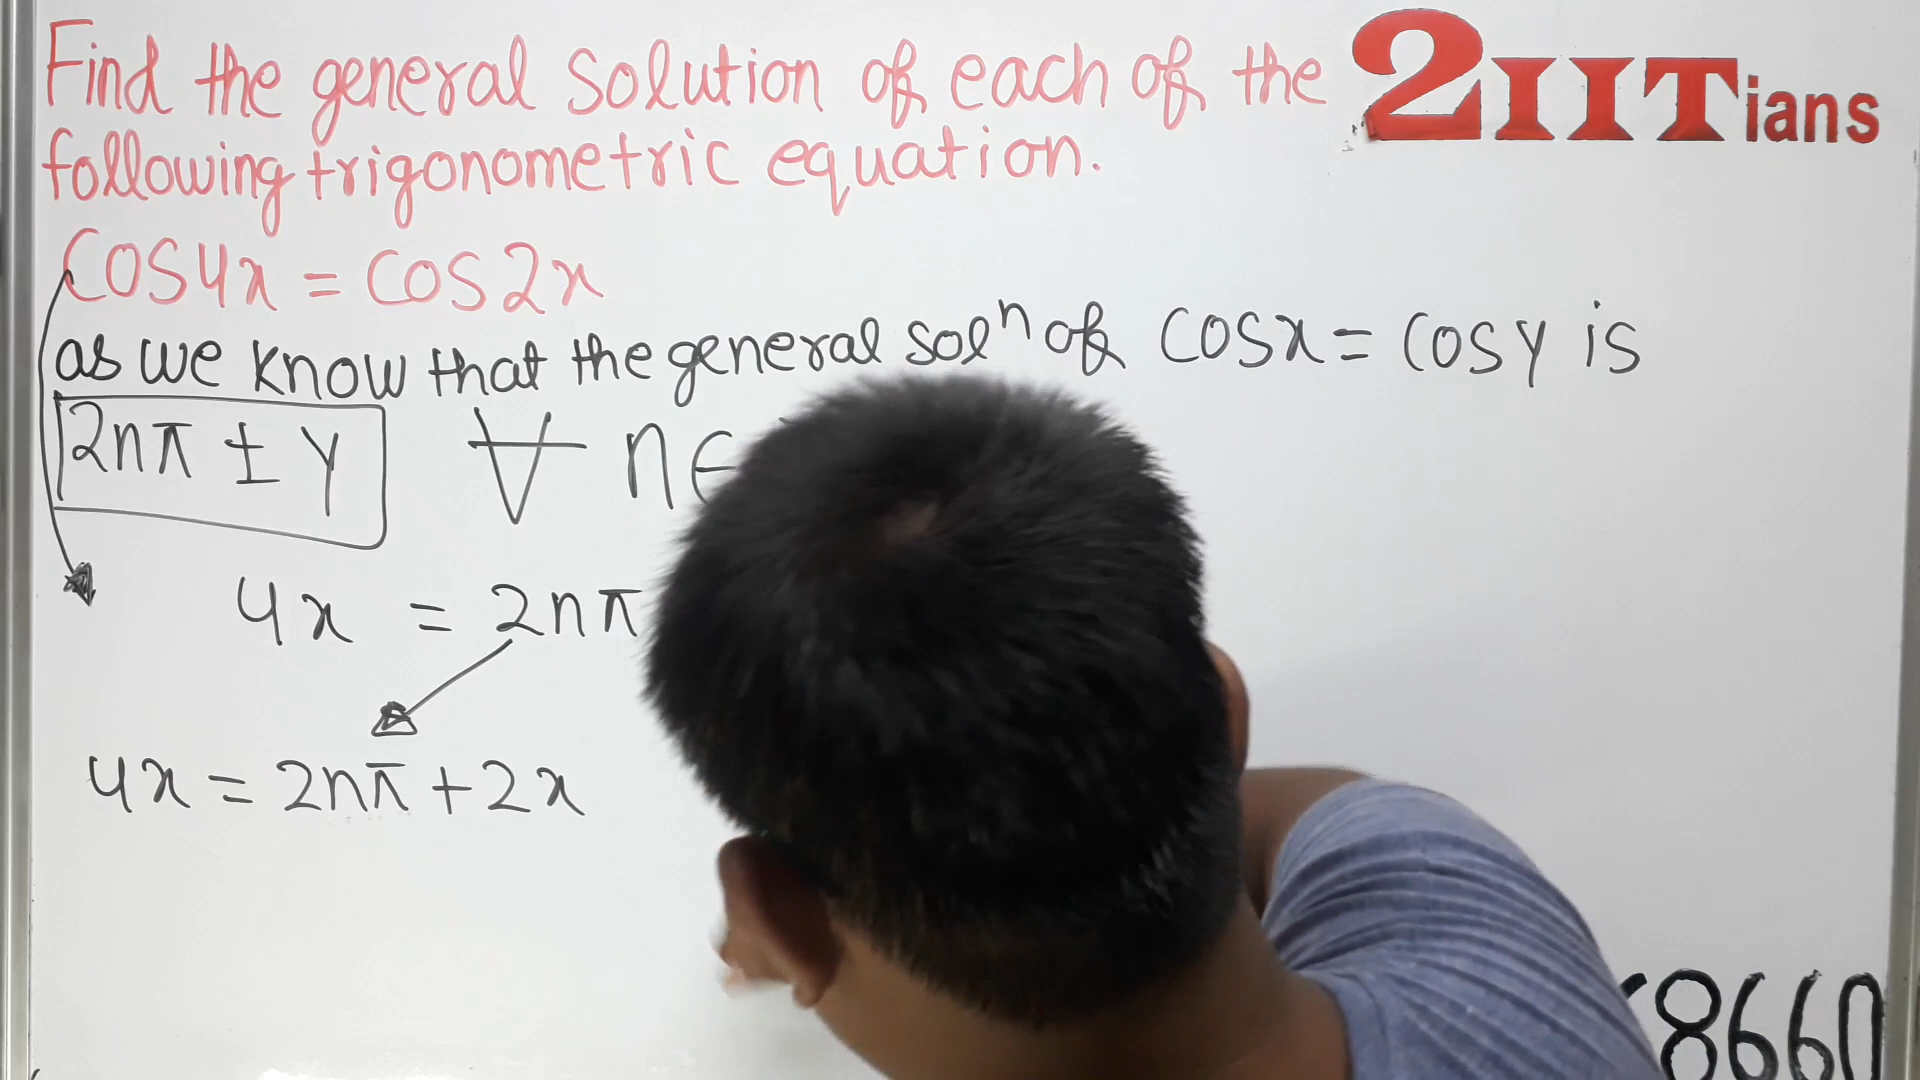 Find the general solution of each of the
2IITians
following trigonometric equation.
cos4x = cos2x
as we know that the general solⁿ of cosx = cosy is
2nπ ± y ∀ n ∈
4x = 2nπ
4x = 2nπ + 2x
8660